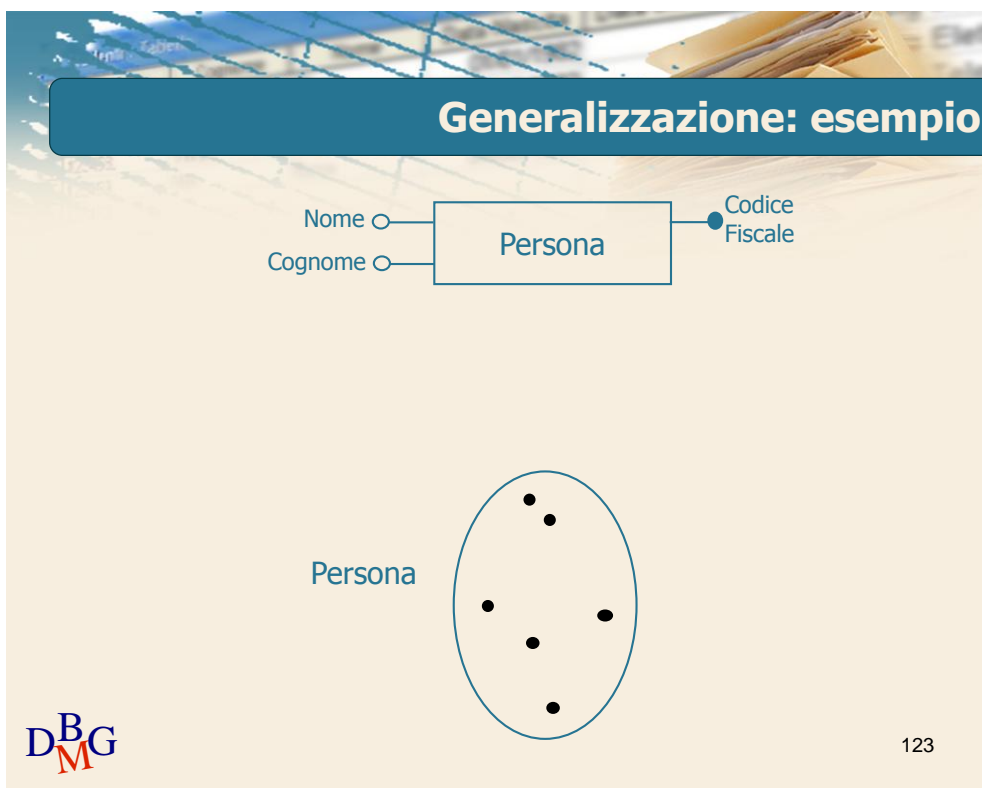 Generalizzazione: esempio
Nome
Cognome
Persona
Codice
Fiscale
Persona
DBMG
123